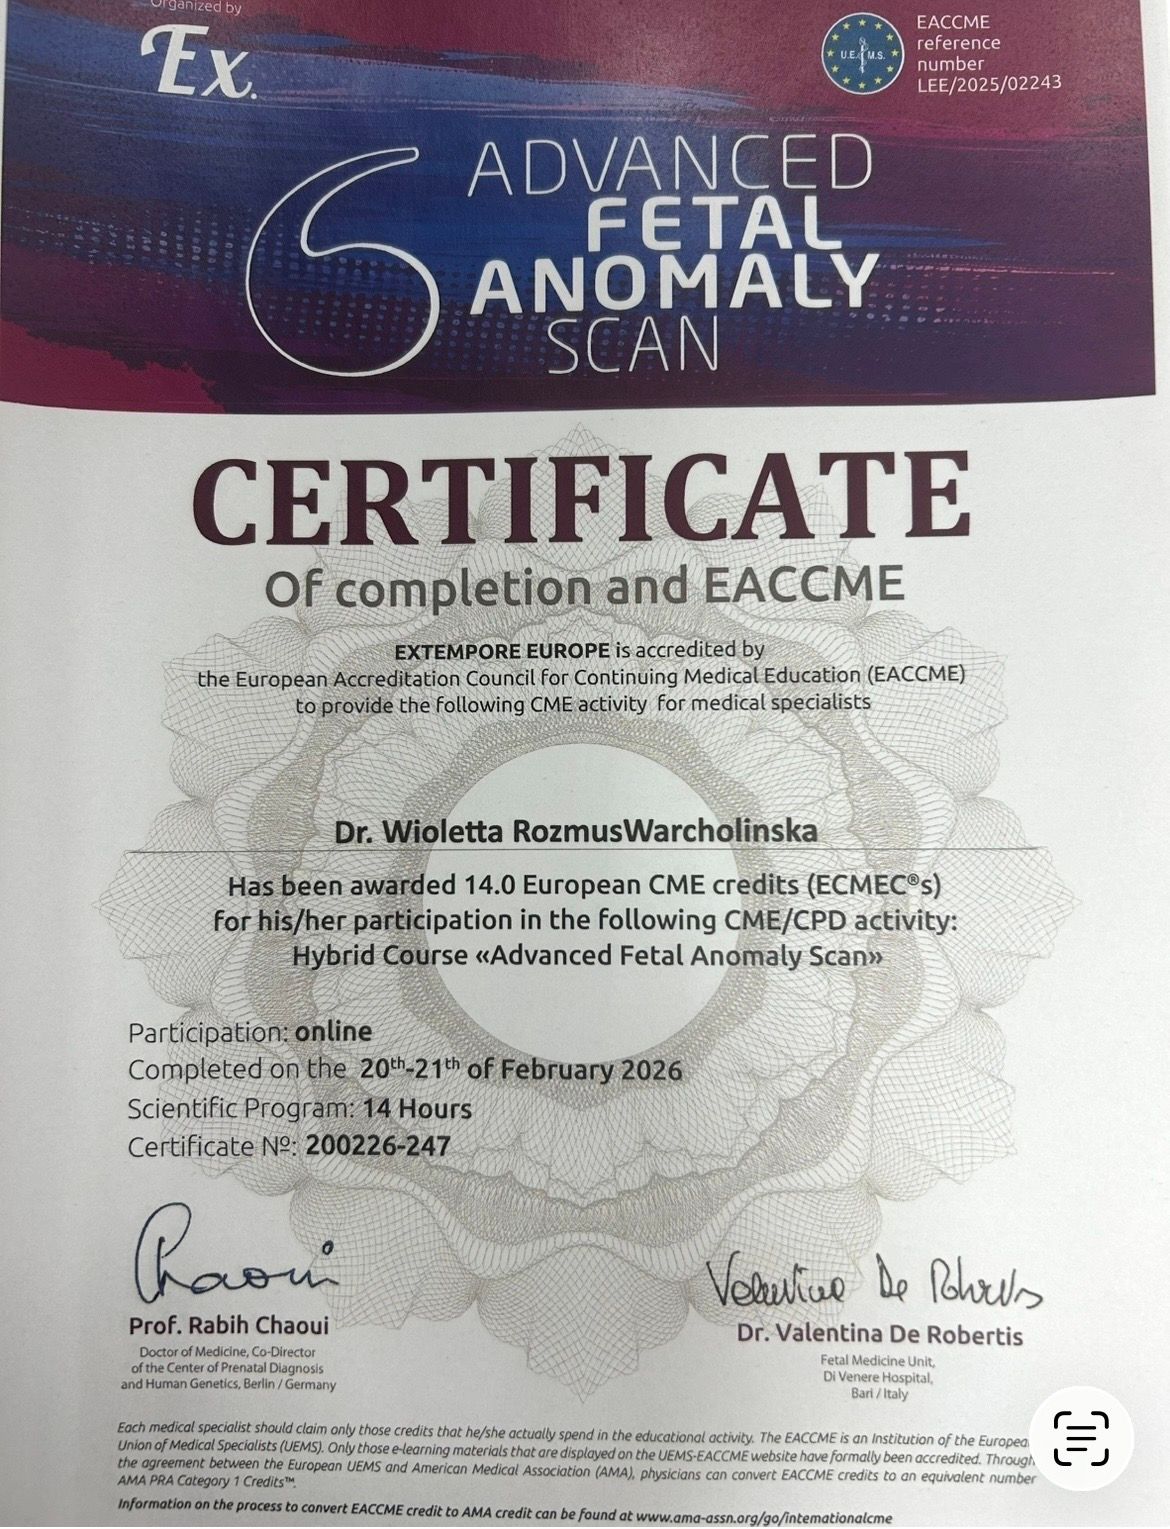 Organized by
Ex.
EACCME
reference
number
LEE/2025/02243
U.E.M.S.
6
ADVANCED
FETAL
ANOMALY
SCAN
CERTIFICATE
Of completion and EACCME
EXTEMPORE EUROPE is accredited by
the European Accreditation Council for Continuing Medical Education (EACCME)
to provide the following CME activity for medical specialists
Dr. Wioletta RozmusWarcholinska
Has been awarded 14.0 European CME credits (ECMEC®s)
for his/her participation in the following CME/CPD activity:
Hybrid Course «Advanced Fetal Anomaly Scan»
Participation: online
Completed on the 20th-21th of February 2026
Scientific Program: 14 Hours
Certificate Nº: 200226-247
Chaoui
Prof. Rabih Chaoui
Doctor of Medicine, Co-Director
of the Center of Prenatal Diagnosis
and Human Genetics, Berlin / Germany
Valentina De Robertis
Dr. Valentina De Robertis
Fetal Medicine Unit,
Di Venere Hospital,
Bari / Italy
Each medical specialist should claim only those credits that he/she actually spend in the educational activity. The EACCME is an Institution of the Europea
Union of Medical Specialists (UEMS). Only those e-learning materials that are displayed on the UEMS-EACCME website have formally been accredited. Through
the agreement between the European UEMS and American Medical Association (AMA), physicians can convert EACCME credits to an equivalent number
AMA PRA Category 1 Credits™.
Information on the process to convert EACCME credit to AMA credit can be found at www.ama-assn.org/go/internationalcme